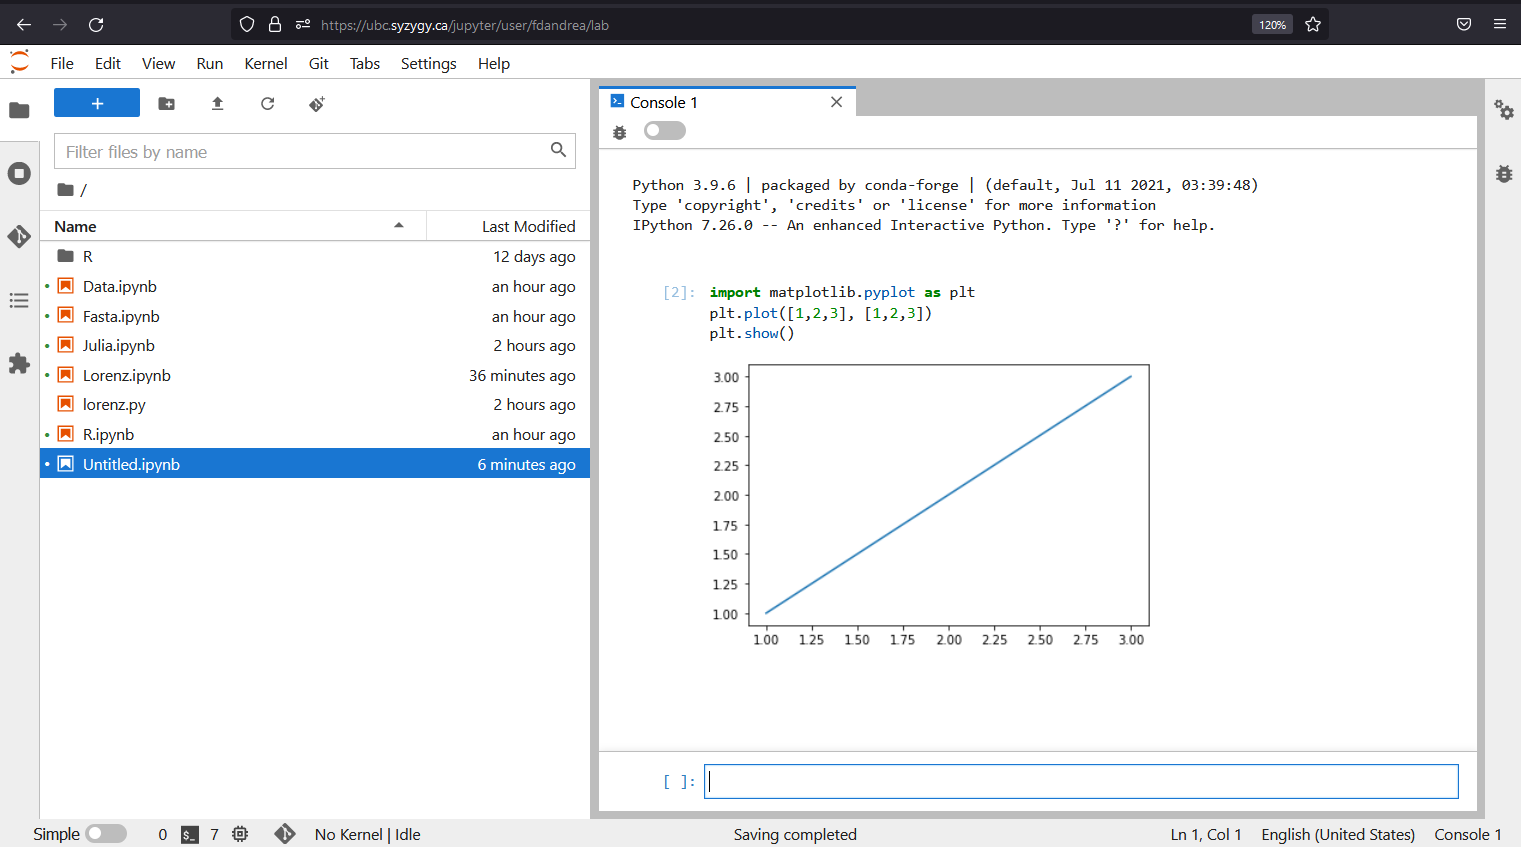 https://ubc.syzygy.ca/jupyter/user/fdandrea/lab
120%
File Edit View Run Kernel Git Tabs Settings Help
+
Filter files by name
/
Name Last Modified
R 12 days ago
Data.ipynb an hour ago
Fasta.ipynb an hour ago
Julia.ipynb 2 hours ago
Lorenz.ipynb 36 minutes ago
lorenz.py 2 hours ago
R.ipynb an hour ago
Untitled.ipynb 6 minutes ago
Console 1
Python 3.9.6 | packaged by conda-forge | (default, Jul 11 2021, 03:39:48)
Type 'copyright', 'credits' or 'license' for more information
IPython 7.26.0 -- An enhanced Interactive Python. Type '?' for help.
[2]: import matplotlib.pyplot as plt
plt.plot([1,2,3], [1,2,3])
plt.show()
3.00
2.75
2.50
2.25
2.00
1.75
1.50
1.25
1.00
1.00 1.25 1.50 1.75 2.00 2.25 2.50 2.75 3.00
[ ]:
Simple 0 $_ 7 No Kernel | Idle Saving completed Ln 1, Col 1 English (United States) Console 1